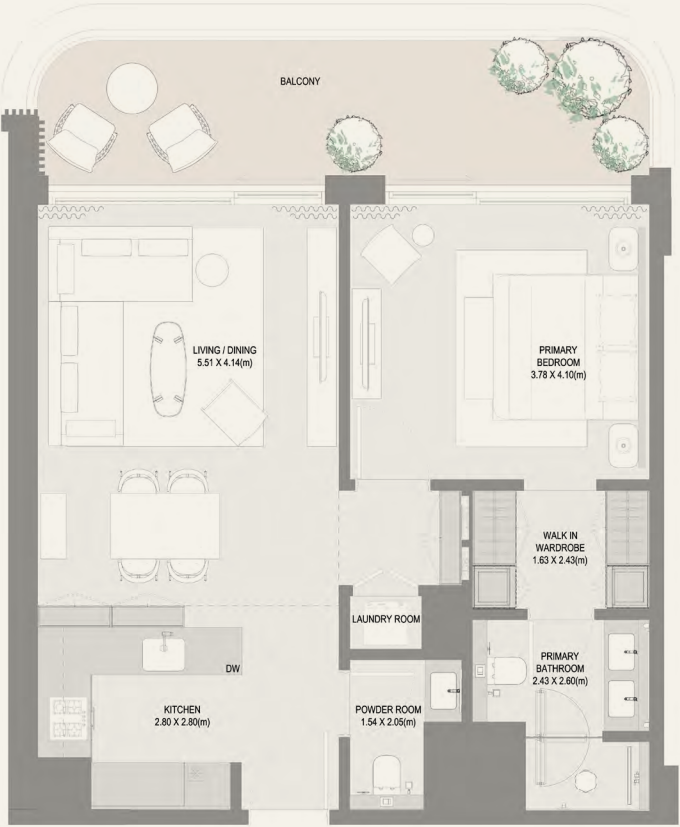 BALCONY
LIVING / DINING
5.51 X 4.14(m)
PRIMARY
BEDROOM
3.78 X 4.10(m)
WALK IN
WARDROBE
1.63 X 2.43(m)
LAUNDRY ROOM
DW
PRIMARY
BATHROOM
2.43 X 2.60(m)
KITCHEN
2.80 X 2.80(m)
POWDER ROOM
1.54 X 2.05(m)